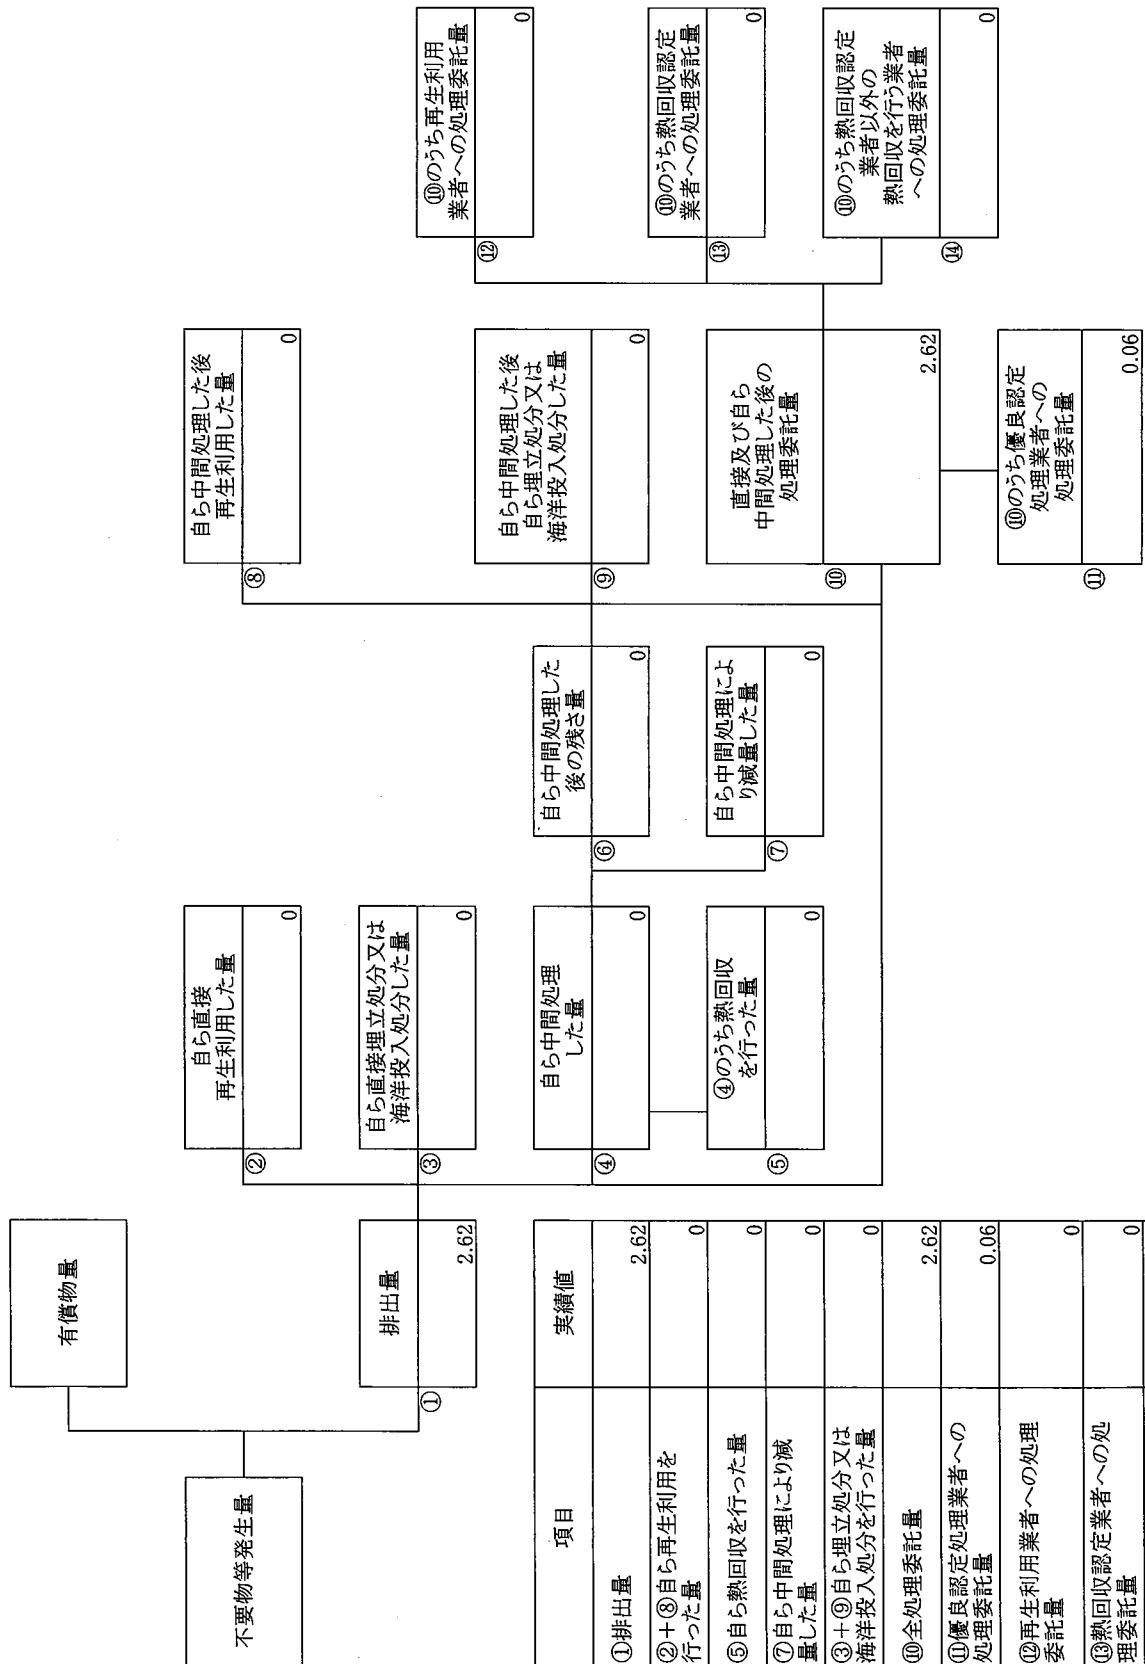 有償物量
不要物等発生量
①
排出量
2.62
②
自ら直接
再生利用した量
0
③
自ら直接埋立処分又は
海洋投入処分した量
0
④
自ら中間処理
した量
0
⑤
④のうち熱回収
を行った量
0
⑥
自ら中間処理した
後の残さ量
0
⑦
自ら中間処理によ
り減量した量
0
⑧
自ら中間処理した後
再生利用した量
0
⑨
自ら中間処理した後
自ら埋立処分又は
海洋投入処分した量
0
⑩
直接及び自ら
中間処理した後の
処理委託量
2.62
⑪
⑩のうち優良認定
処理業者への
処理委託量
0.06
⑫
⑩のうち再生利用
業者への処理委託量
0
⑬
⑩のうち熱回収認定
業者への処理委託量
0
⑭
⑩のうち熱回収認定
業者以外の
熱回収を行う業者
への処理委託量
0
項目 実績値
①排出量 2.62
②+⑧自ら再生利用を
行った量 0
⑤自ら熱回収を行った量 0
⑦自ら中間処理により減
量した量 0
③+⑨自ら埋立処分又は
海洋投入処分を行った量 0
⑩全処理委託量 2.62
⑪優良認定処理業者への
処理委託量 0.06
⑫再生利用業者への処理
委託量 0
⑬熱回収認定業者への処
理委託量 0